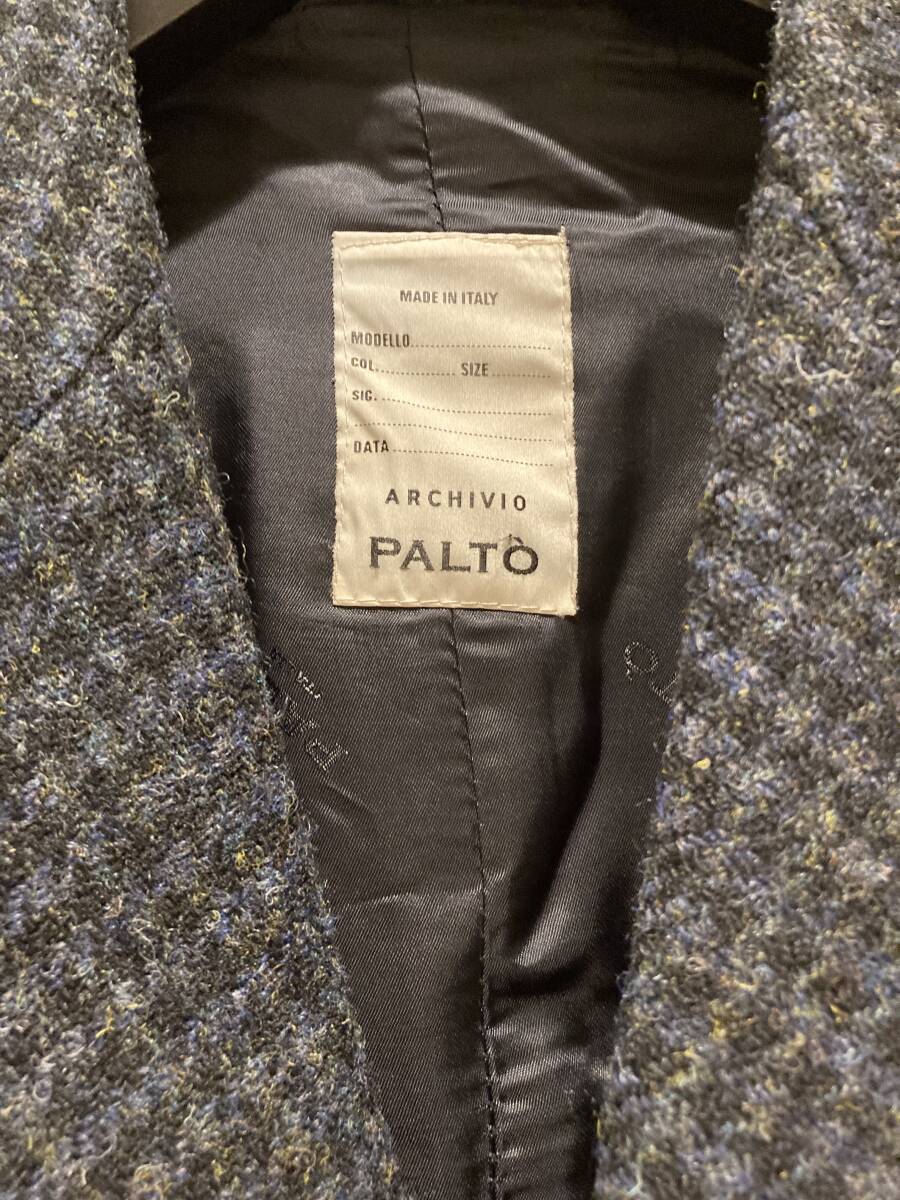 MADE IN ITALY
MODELLO
COL. SIZE
SIG.
DATA
ARCHIVIO
PALTÒ